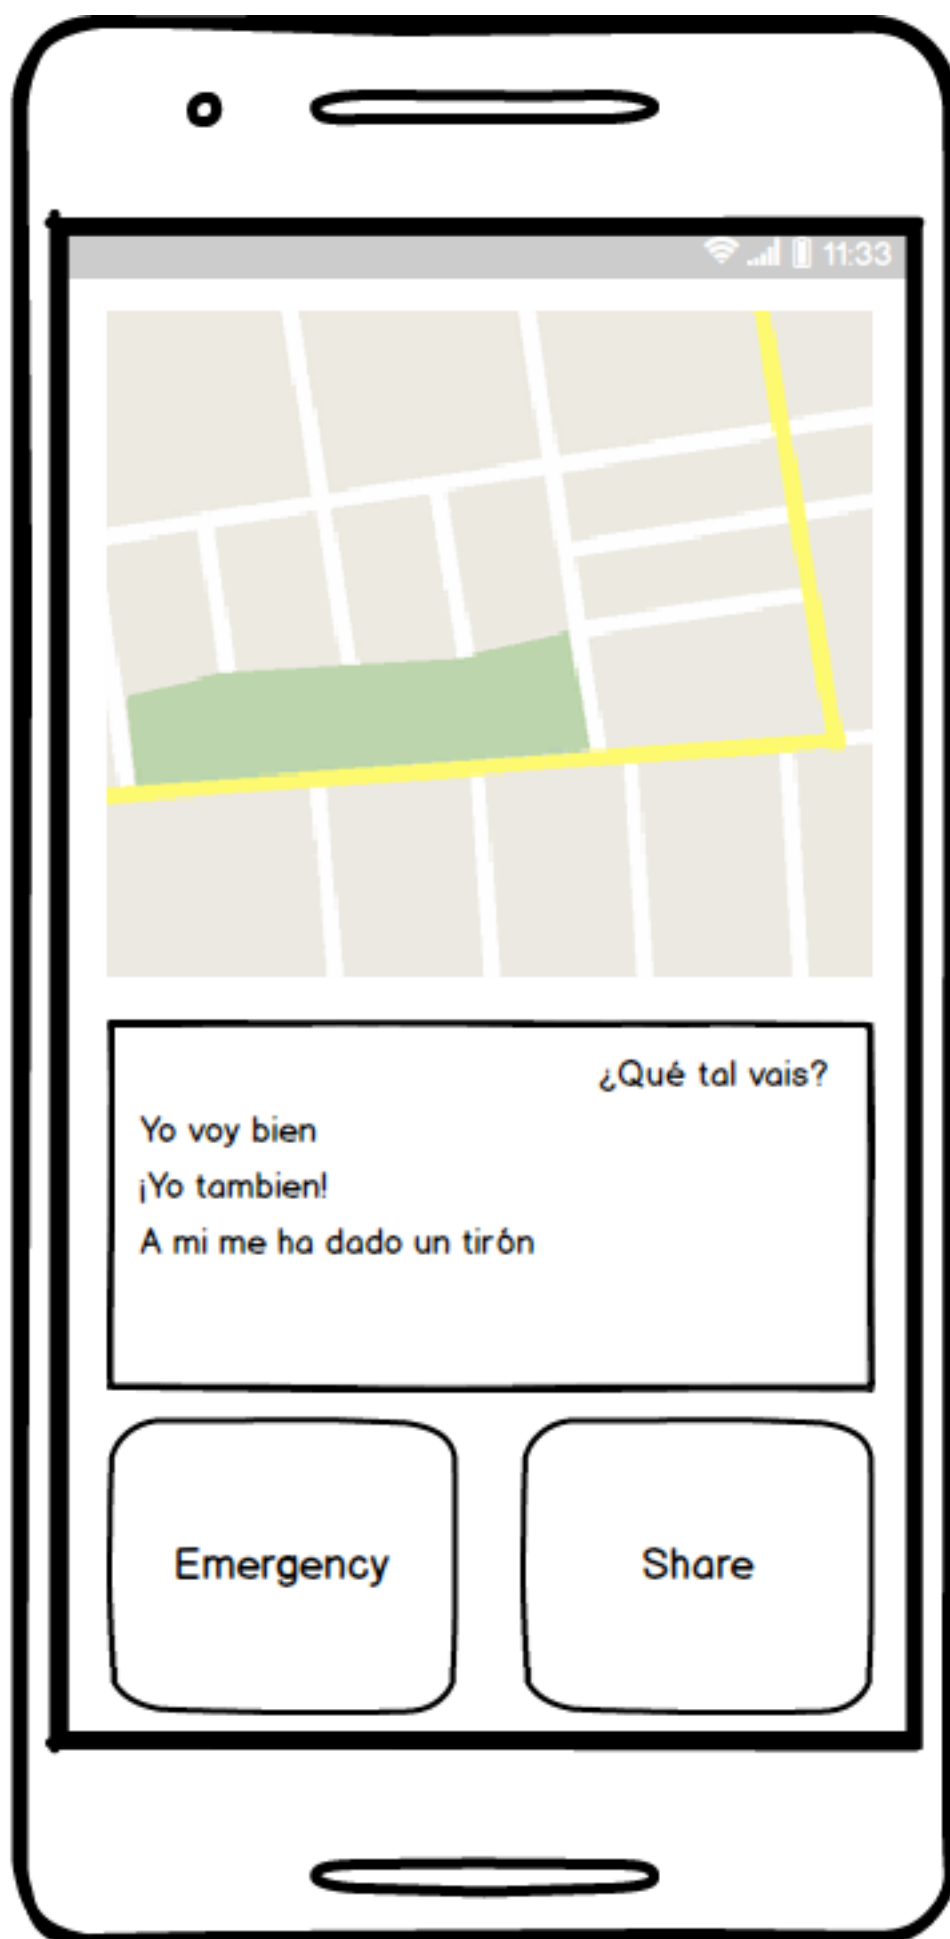 11:33
¿Qué tal vais?
Yo voy bien
¡Yo tambien!
A mi me ha dado un tirón
Emergency
Share